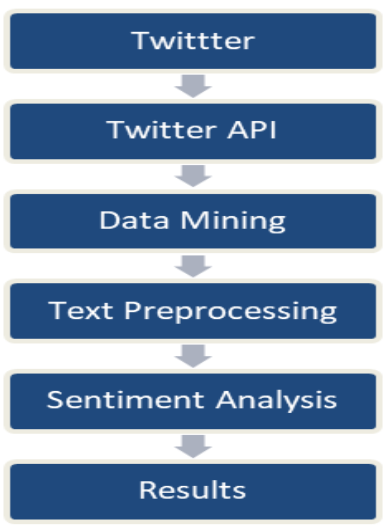 Twittter
Twitter API
Data Mining
Text Preprocessing
Sentiment Analysis
Results